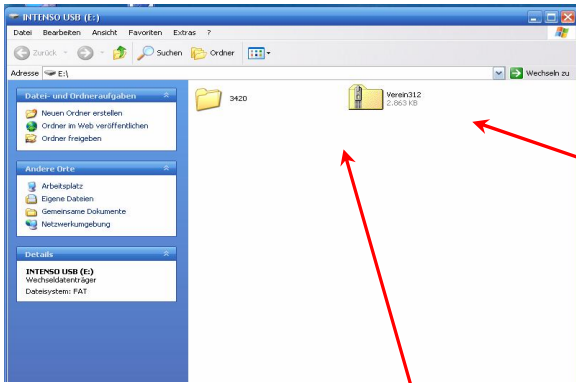 INTENSO USB (E:)
Datei Bearbeiten Ansicht Favoriten Extras ?
Zurück Suchen Ordner
Adresse E:\ Wechseln zu
Datei- und Ordneraufgaben
Neuen Ordner erstellen
Ordner im Web veröffentlichen
Ordner freigeben
Andere Orte
Arbeitsplatz
Eigene Dateien
Gemeinsame Dokumente
Netzwerkumgebung
Details
INTENSO USB (E:)
Wechseldatenträger
Dateisystem: FAT
3420
Verein312
2.863 KB